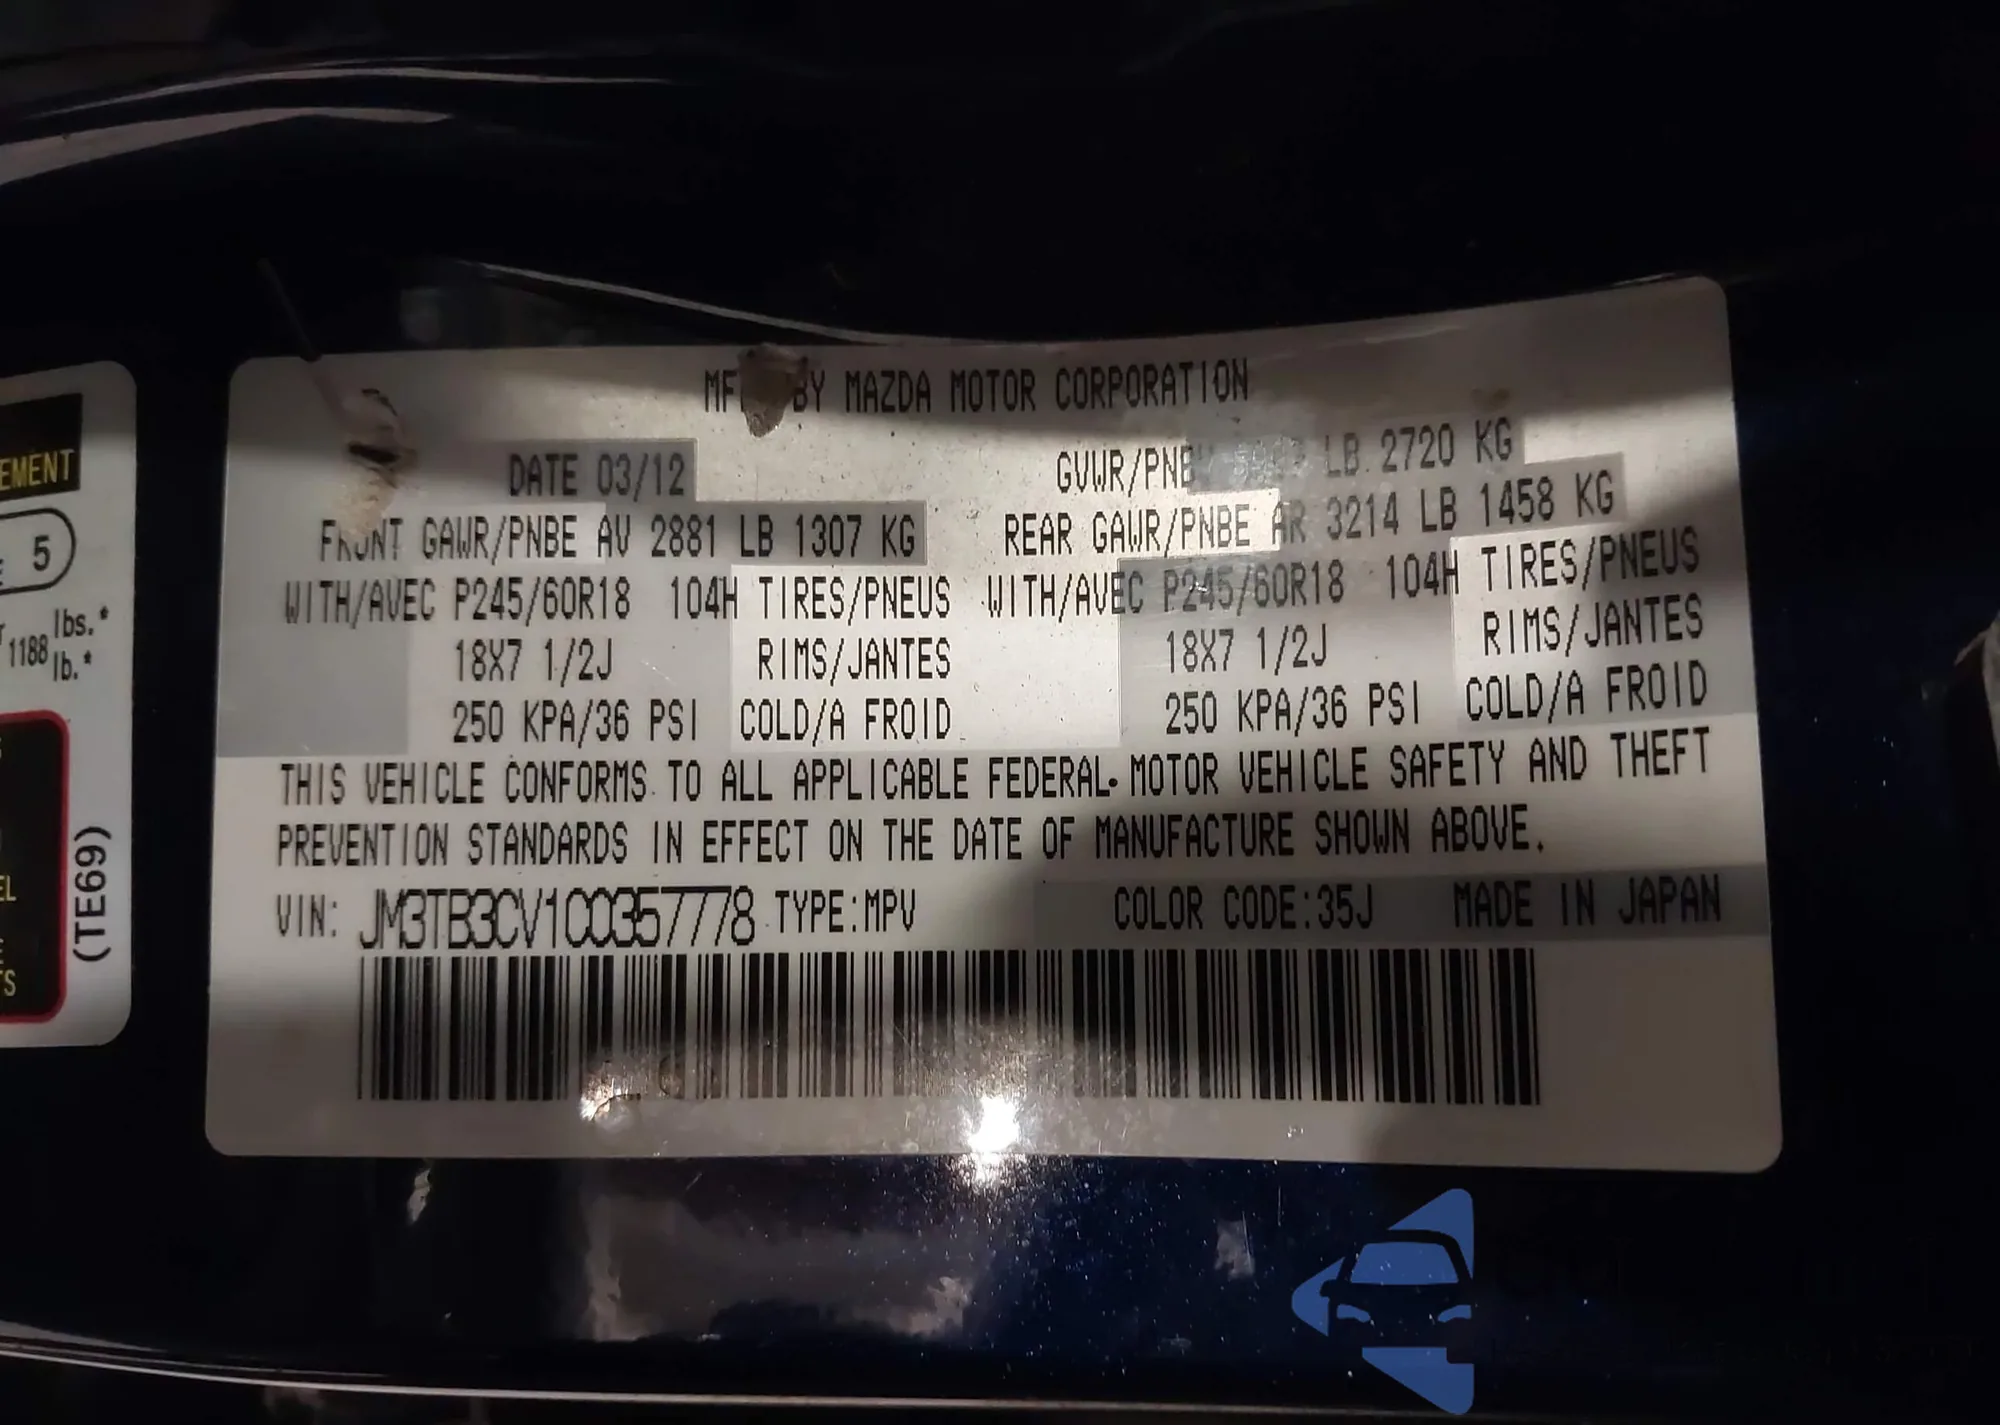 BY MAZDA MOTOR CORPORATION
DATE 03/12 LB 2720 KG
FRONT GAWR/PNBE AV 2881 LB 1307 KG REAR GAWR/PNBE AR 3214 LB 1458 KG
WITH/AVEC P245/60R18 104H TIRES/PNEUS WITH/AVEC P245/60R18 104H TIRES/PNEUS
18X7 1/2J RIMS/JANTES 18X7 1/2J RIMS/JANTES
250 KPA/36 PSI COLD/A FROID 250 KPA/36 PSI COLD/A FROID
THIS VEHICLE CONFORMS TO ALL APPLICABLE FEDERAL MOTOR VEHICLE SAFETY AND THEFT
PREVENTION STANDARDS IN EFFECT ON THE DATE OF MANUFACTURE SHOWN ABOVE.
VIN: JM3TB3CV1C0357778 TYPE:MPV COLOR CODE:35J MADE IN JAPAN
5
lbs.*
1188 lb.*
(TE69)